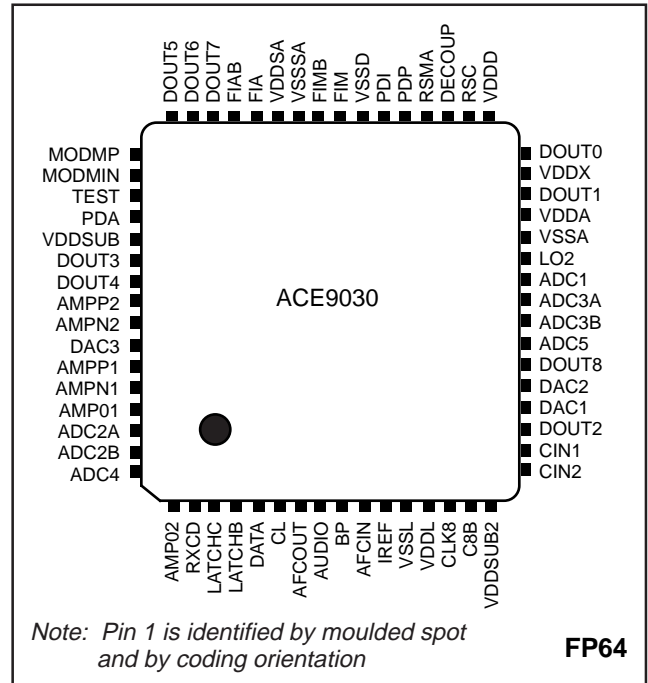 DOUT5
DOUT6
DOUT7
FIAB
FIA
VDDSA
VSSSA
FIMB
FIM
VSSD
PDI
PDP
RSMA
DECOUP
RSC
VDDD
MODMP
MODMIN
TEST
PDA
VDDSUB
DOUT3
DOUT4
AMPP2
AMPN2
DAC3
AMPP1
AMPN1
AMP01
ADC2A
ADC2B
ADC4
ACE9030
DOUT0
VDDX
DOUT1
VDDA
VSSA
LO2
ADC1
ADC3A
ADC3B
ADC5
DOUT8
DAC2
DAC1
DOUT2
CIN1
CIN2
AMP02
RXCD
LATCHC
LATCHB
DATA
CL
AFCOUT
AUDIO
BP
AFCIN
IREF
VSSL
VDDL
CLK8
C8B
VDDSUB2
Note: Pin 1 is identified by moulded spot
and by coding orientation
FP64